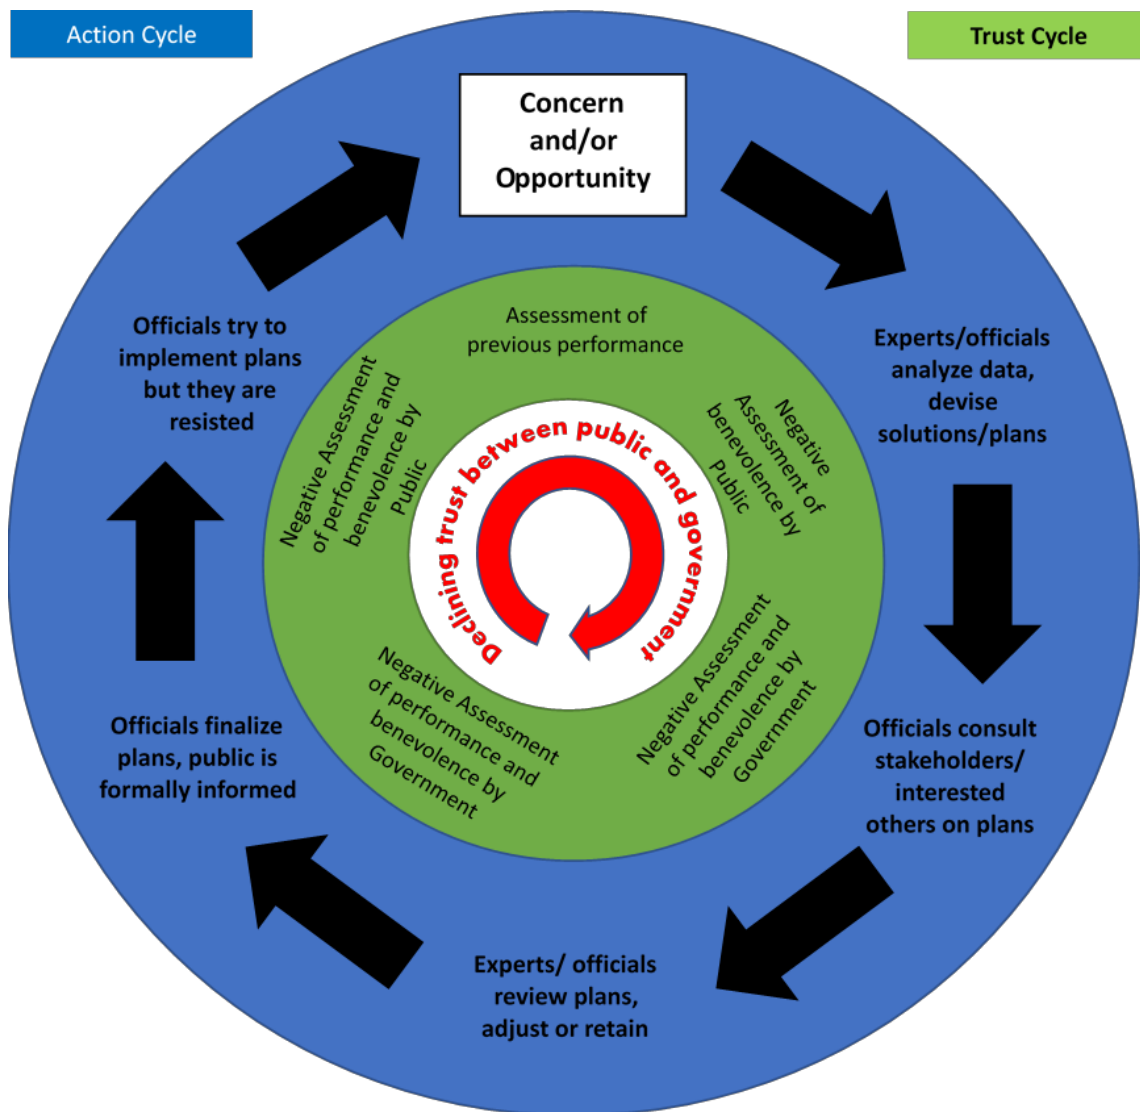 Action Cycle
Trust Cycle
Concern
and/or
Opportunity
Experts/officials
analyze data,
devise
solutions/plans
Officials consult
stakeholders/
interested
others on plans
Experts/ officials
review plans,
adjust or retain
Officials finalize
plans, public is
formally informed
Officials try to
implement plans
but they are
resisted
Assessment of
previous performance
Negative
Assessment of
benevolence by
Public
Negative Assessment
of performance and
benevolence by
Government
Negative Assessment
of performance and
benevolence by
Government
Negative Assessment
of performance and
benevolence by
Public
Declining trust between public and government